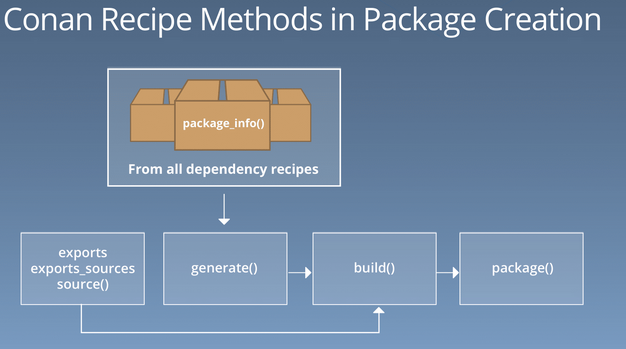 Conan Recipe Methods in Package Creation
package_info()
From all dependency recipes
exports
exports_sources
source()
generate()
build()
package()